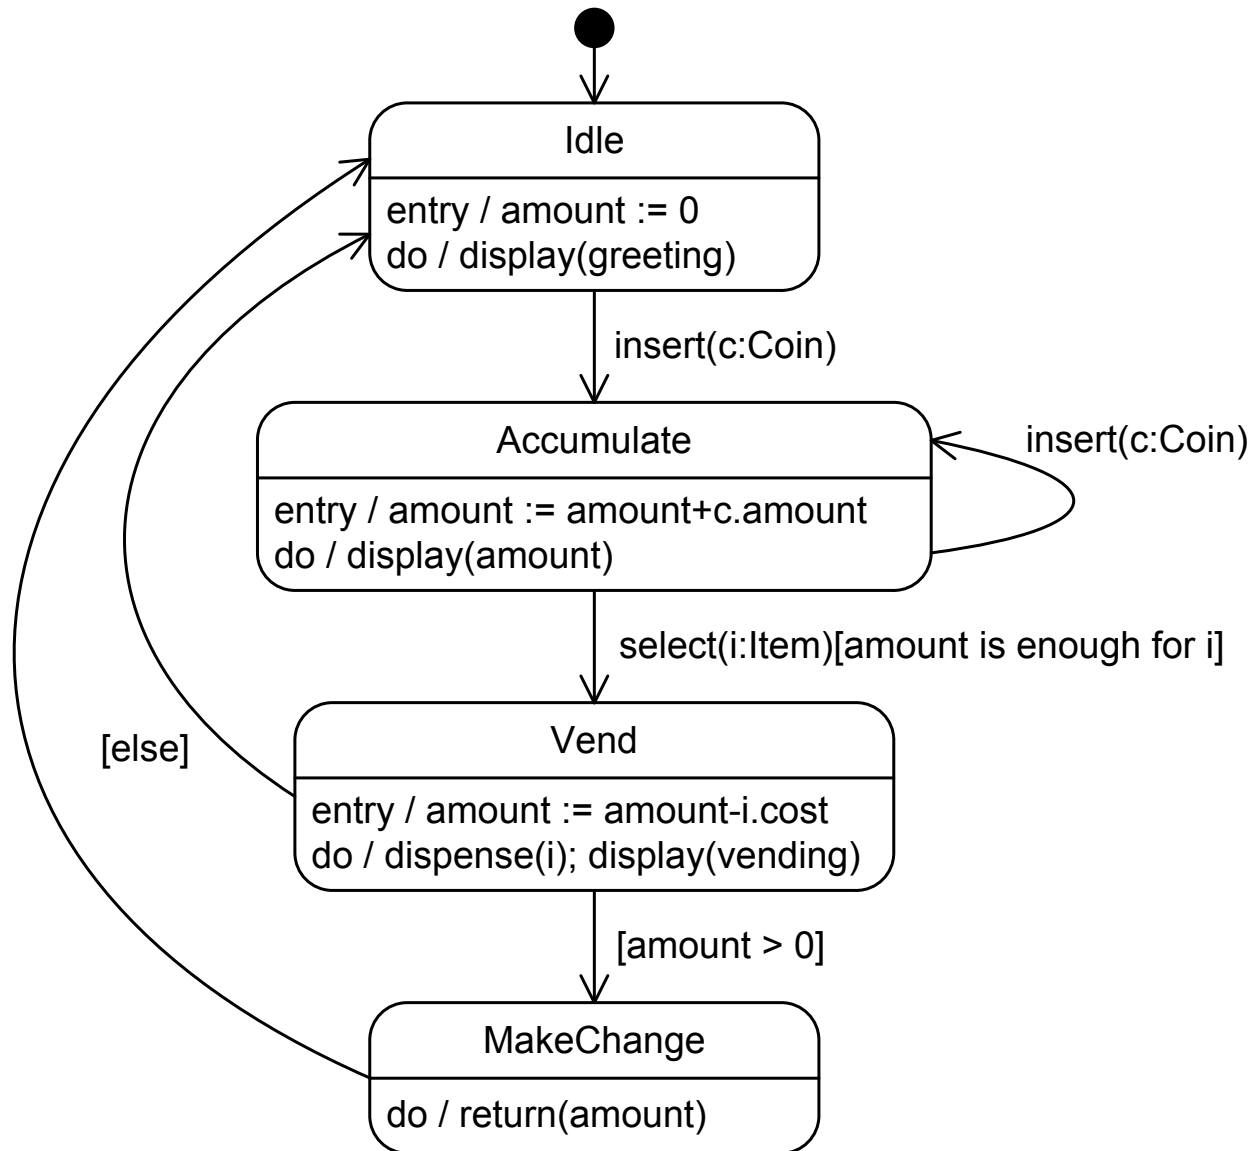 Idle
entry / amount := 0
do / display(greeting)
insert(c:Coin)
Accumulate
insert(c:Coin)
entry / amount := amount+c.amount
do / display(amount)
select(i:Item)[amount is enough for i]
Vend
[else]
entry / amount := amount-i.cost
do / dispense(i); display(vending)
[amount > 0]
MakeChange
do / return(amount)